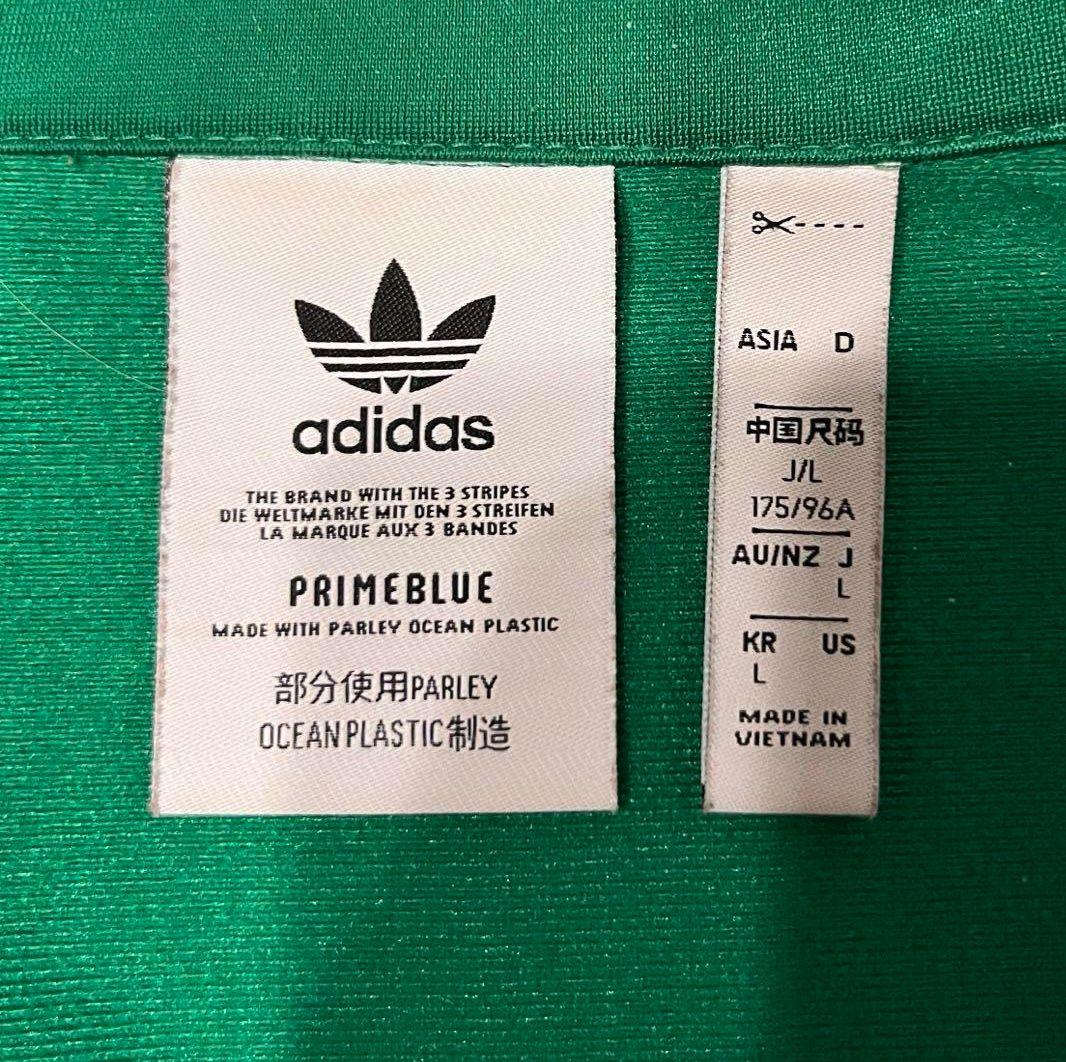 adidas
THE BRAND WITH THE 3 STRIPES
DIE WELTMARKE MIT DEN 3 STREIFEN
LA MARQUE AUX 3 BANDES
PRIMEBLUE
MADE WITH PARLEY OCEAN PLASTIC
部分使用PARLEY
OCEAN PLASTIC制造
ASIA D
中国尺码
J/L
175/96A
AU/NZ J
L
KR US
L
MADE IN
VIETNAM